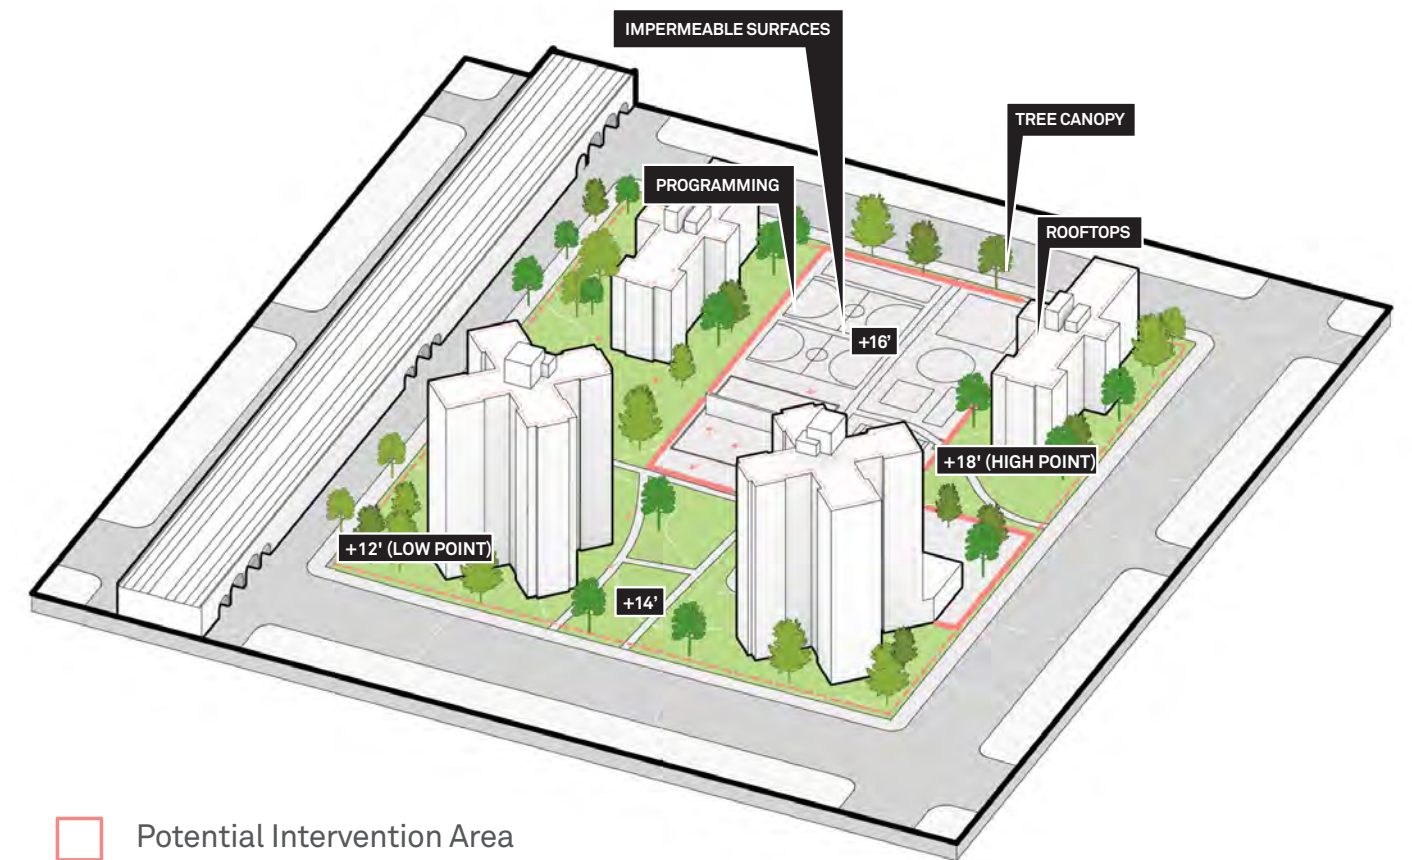 IMPERMEABLE SURFACES
TREE CANOPY
PROGRAMMING
ROOFTOPS
+16’
+18' (HIGH POINT)
+12' (LOW POINT)
+14’
Potential Intervention Area